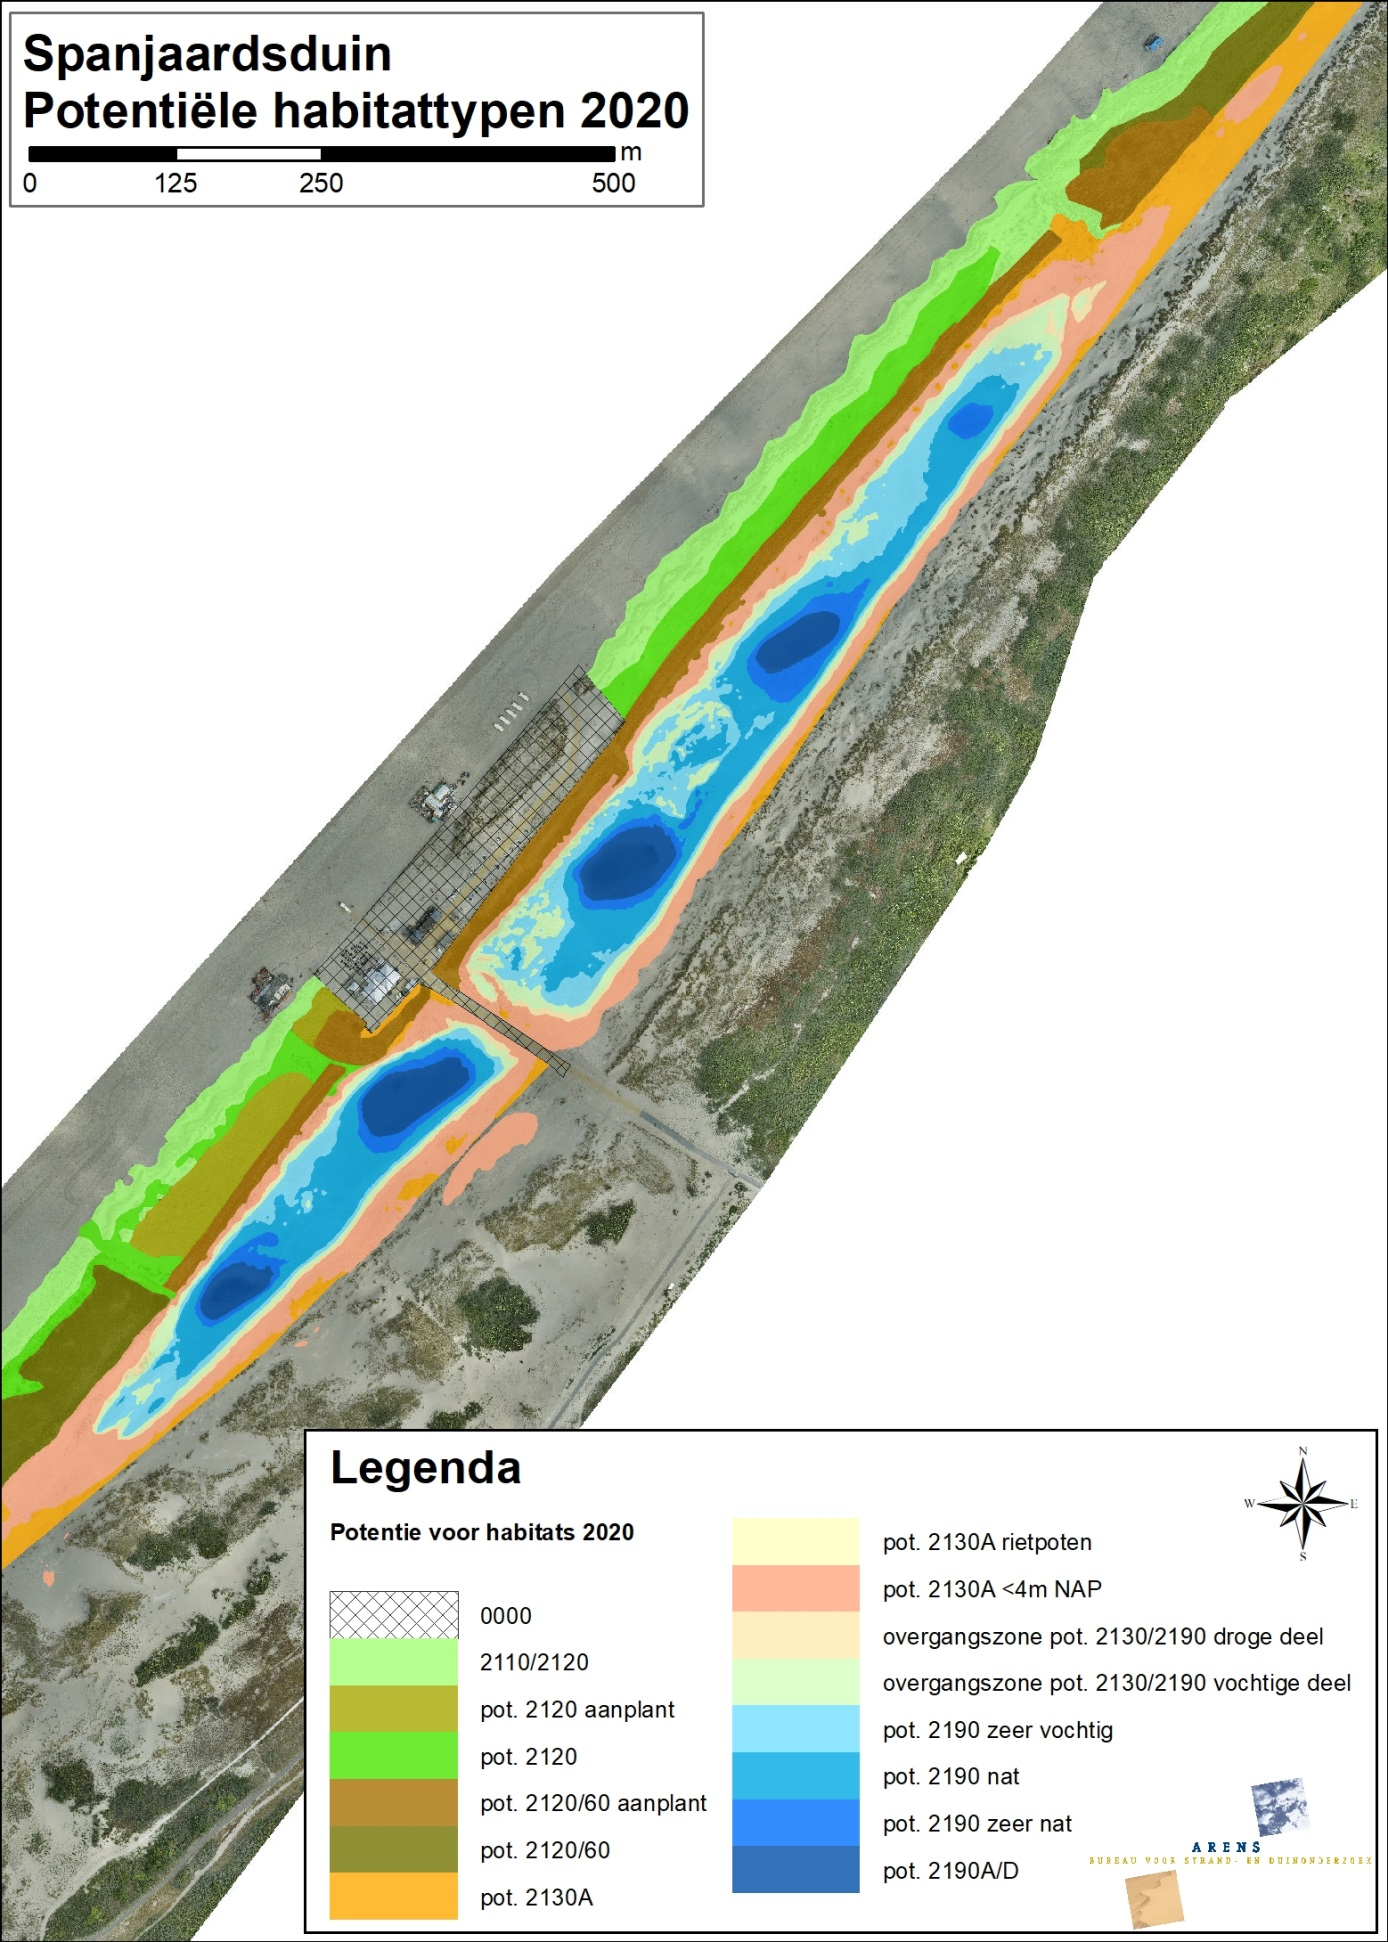 Spanjaardsduin
Potentiële habitattypen 2020
m
0 125 250 500
Legenda
Potentie voor habitats 2020
0000
2110/2120
pot. 2120 aanplant
pot. 2120
pot. 2120/60 aanplant
pot. 2120/60
pot. 2130A
pot. 2130A rietpoten
pot. 2130A <4m NAP
overgangszone pot. 2130/2190 droge deel
overgangszone pot. 2130/2190 vochtige deel
pot. 2190 zeer vochtig
pot. 2190 nat
pot. 2190 zeer nat
pot. 2190A/D
N
W E
S
ARENS
BUREAU VOOR STRAND- EN DUINONDERZOEK